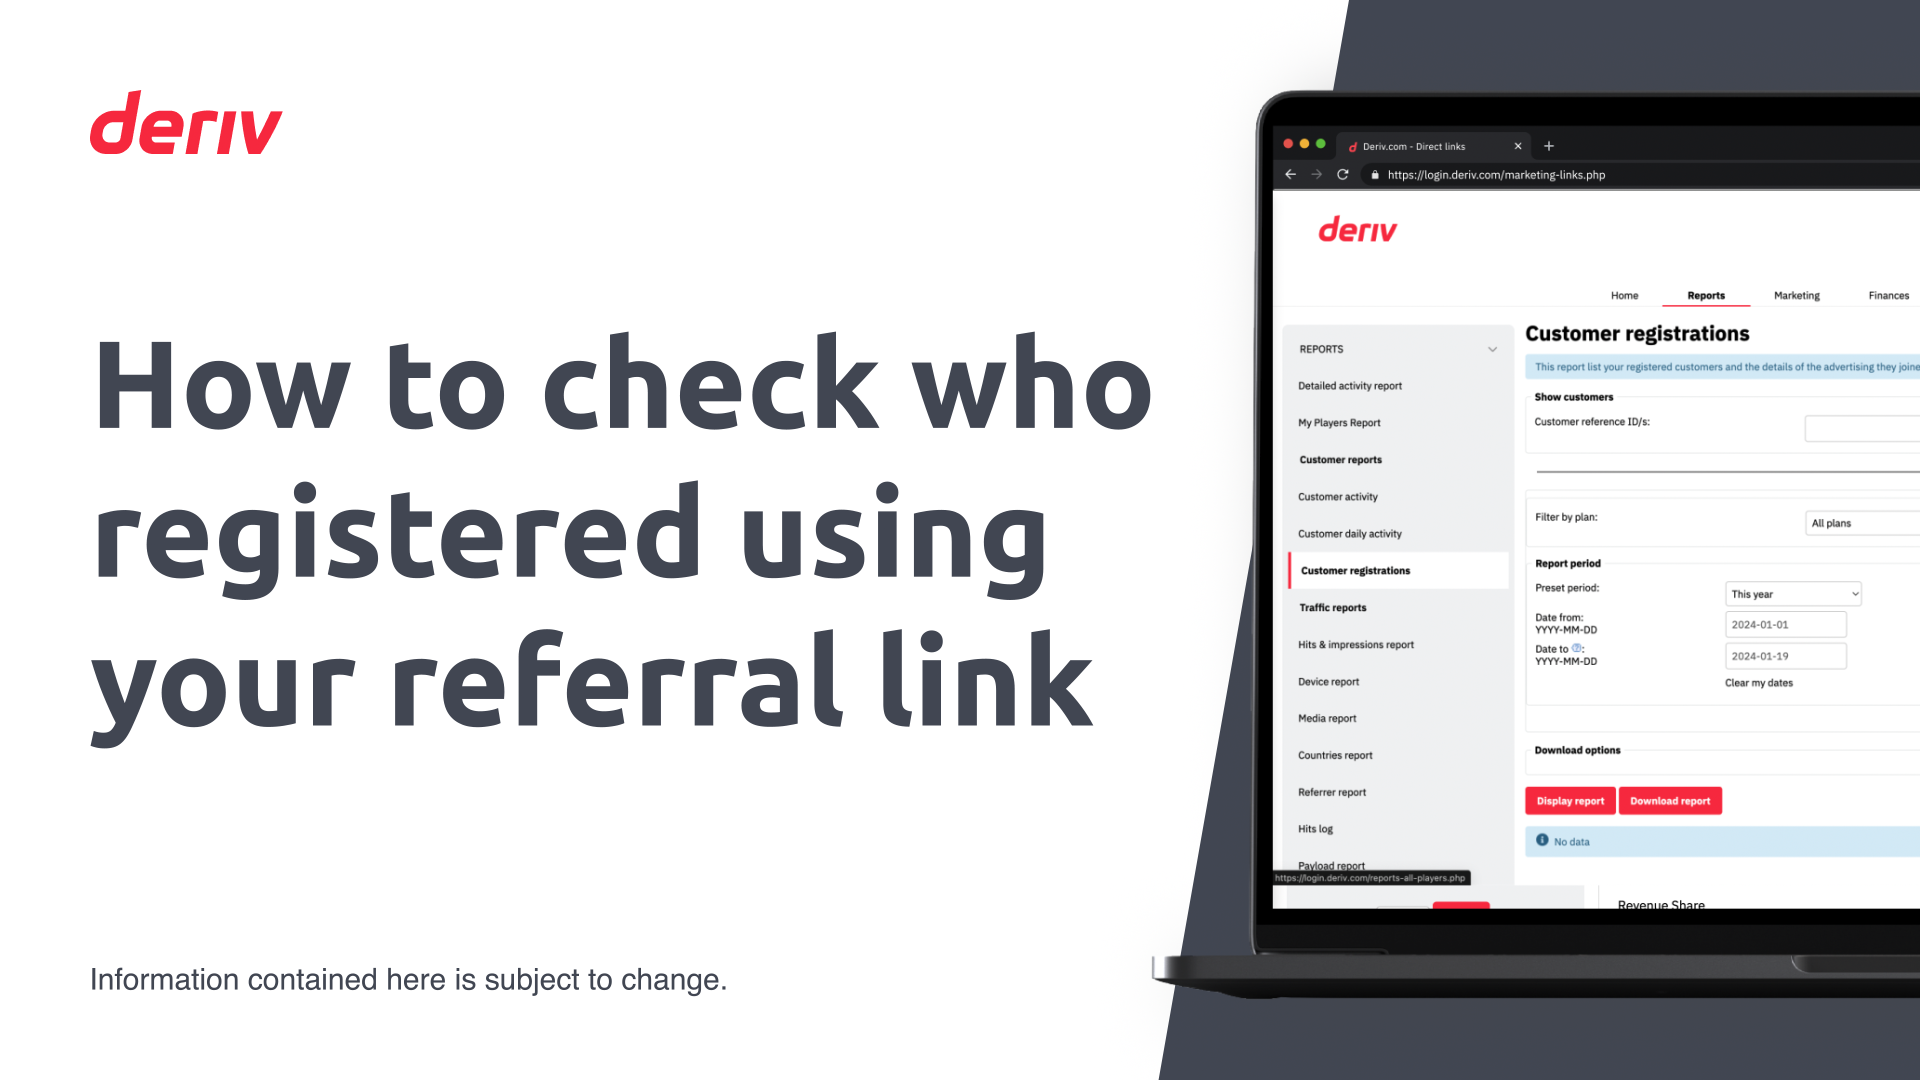 deriv
How to check who
registered using
your referral link
Information contained here is subject to change.
Deriv.com - Direct links
https://login.deriv.com/marketing-links.php
deriv
Home Reports Marketing Finances
REPORTS
Detailed activity report
My Players Report
Customer reports
Customer activity
Customer daily activity
Customer registrations
Traffic reports
Hits & impressions report
Device report
Media report
Countries report
Referrer report
Hits log
Payload report
https://login.deriv.com/reports-all-players.php
Customer registrations
This report list your registered customers and the details of the advertising they joine
Show customers
Customer reference ID/s:
Filter by plan: All plans
Report period
Preset period: This year
Date from: 2024-01-01
YYYY-MM-DD
Date to ?: 2024-01-19
YYYY-MM-DD
Clear my dates
Download options
Display report Download report
No data
Revenue Share